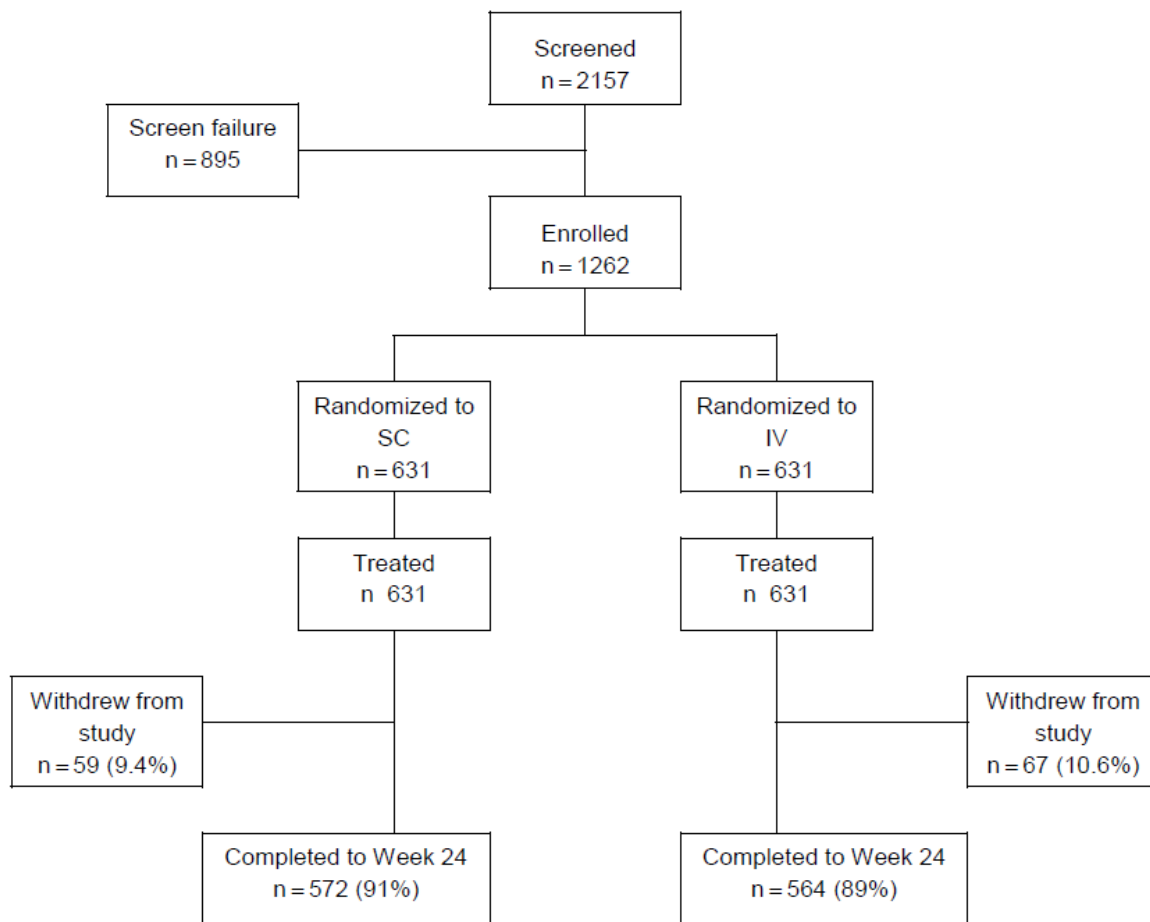 Screened
n = 2157
Screen failure
n = 895
Enrolled
n = 1262
Randomized to
SC
n = 631
Randomized to
IV
n = 631
Treated
n 631
Treated
n 631
Withdrew from
study
n = 59 (9.4%)
Withdrew from
study
n = 67 (10.6%)
Completed to Week 24
n = 572 (91%)
Completed to Week 24
n = 564 (89%)